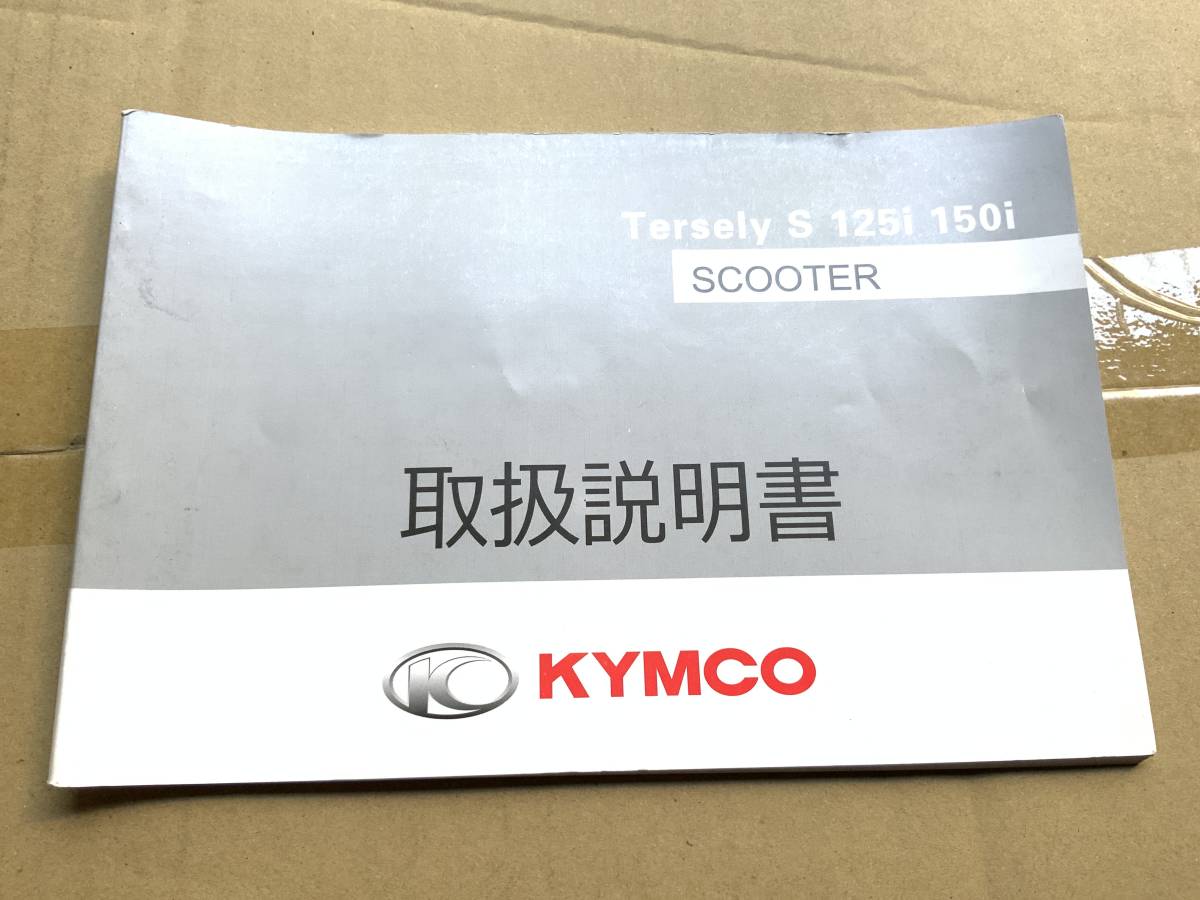 Tersely S 125i 150i
SCOOTER
取扱説明書
KYMCO